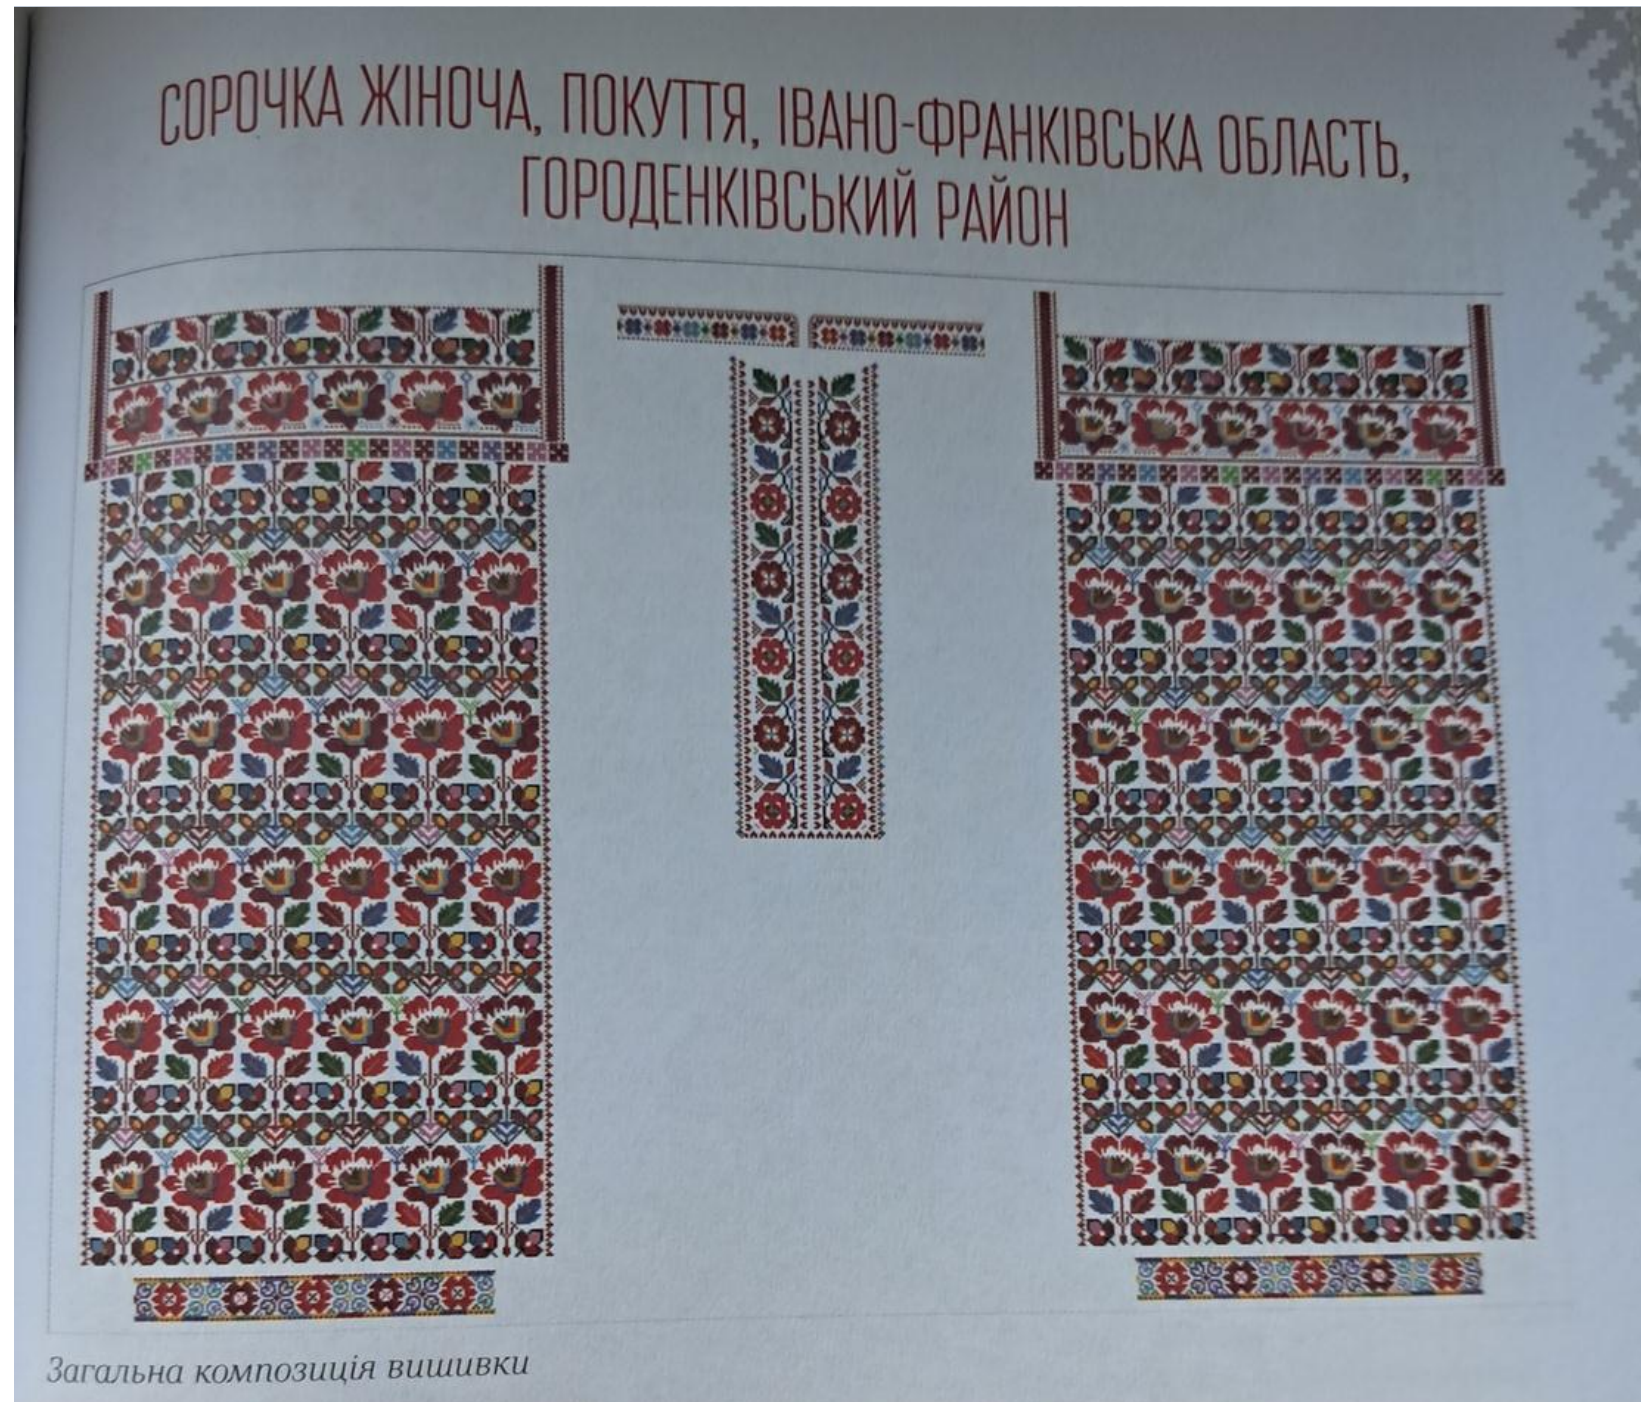 СОРОЧКА ЖІНОЧА, ПОКУТТЯ, ІВАНО-ФРАНКІВСЬКА ОБЛАСТЬ,
ГОРОДЕНКІВСЬКИЙ РАЙОН
Загальна композиція вишивки